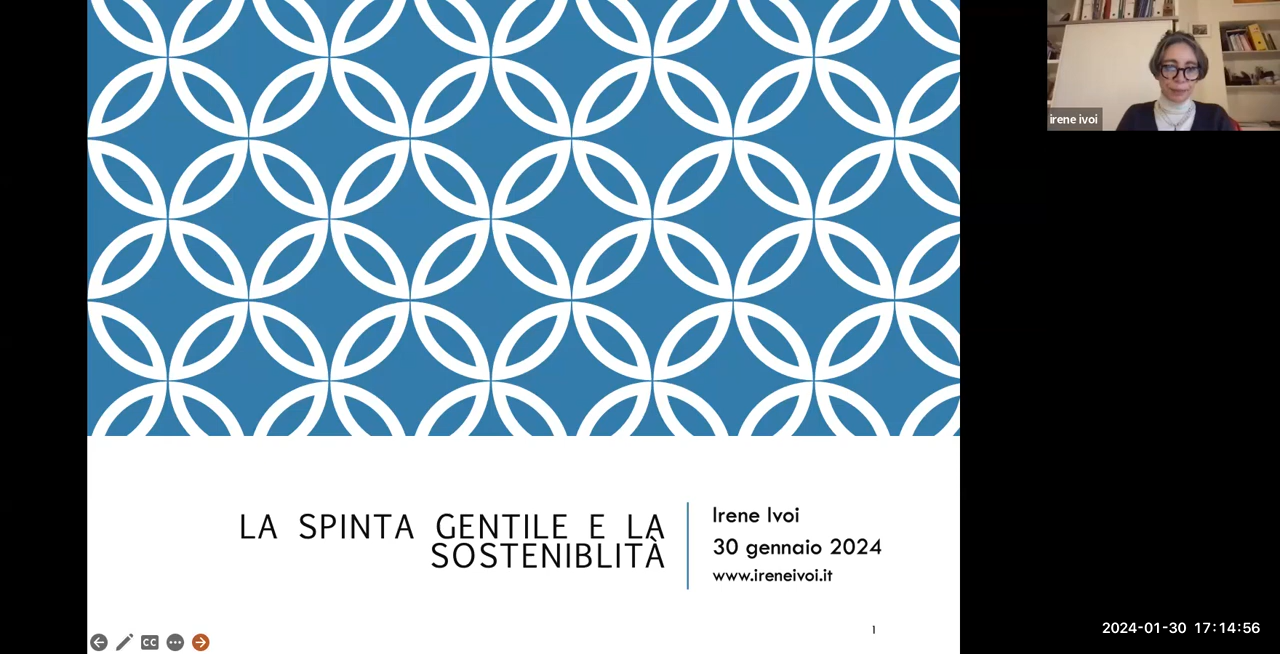 irene ivoi
LA SPINTA GENTILE E LA
SOSTENIBLITÀ
Irene Ivoi
30 gennaio 2024
www.ireneivoi.it
1
CC
2024-01-30 17:14:56